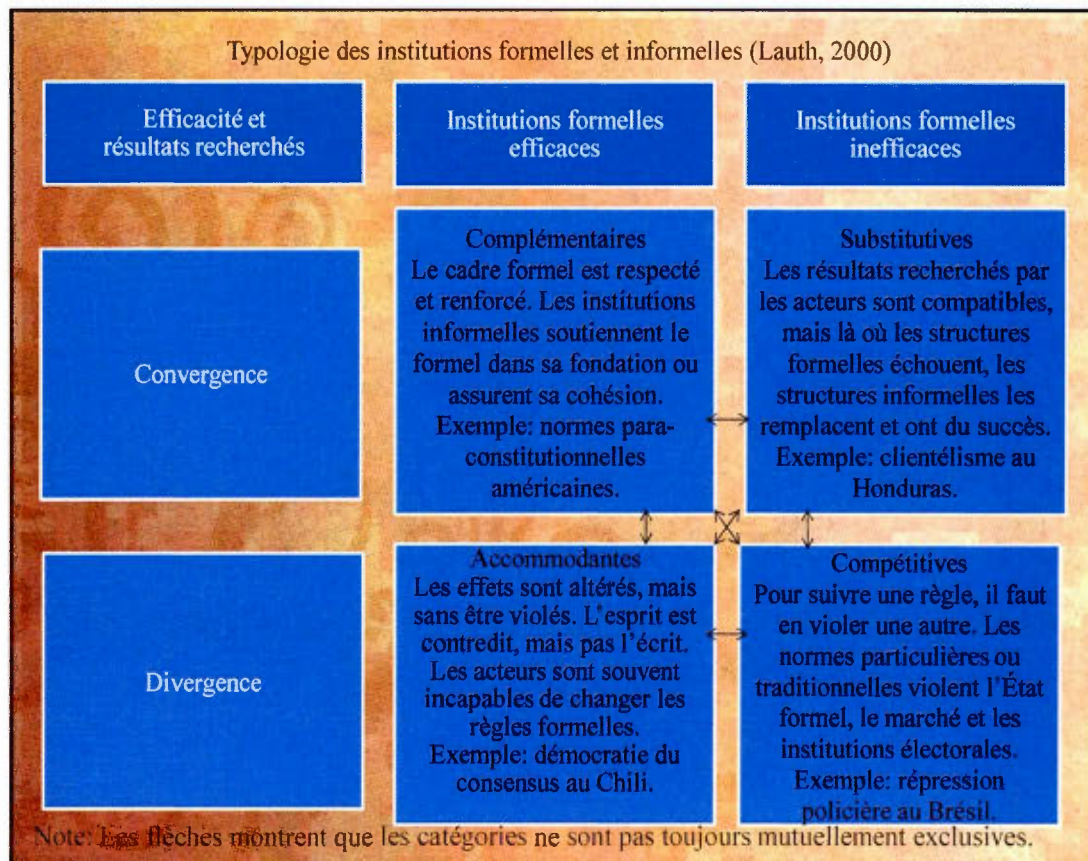 Typologie des institutions formelles et informelles (Lauth, 2000)
Efficacité et
résultats recherchés
Institutions formelles
efficaces
Institutions formelles
inefficaces
Convergence
Complémentaires
Le cadre formel est respecté
et renforcé. Les institutions
informelles soutiennent le
formel dans sa fondation ou
assurent sa cohésion.
Exemple: normes para-
constitutionnelles
américaines.
Substitutives
Les résultats recherchés par
les acteurs sont compatibles,
mais là où les structures
formelles échouent, les
structures informelles les
remplacent et ont du succès.
Exemple: clientélisme au
Honduras.
Divergence
Accommodantes
Les effets sont altérés, mais
sans être violés. L'esprit est
contredit, mais pas l'écrit.
Les acteurs sont souvent
incapables de changer les
règles formelles.
Exemple: démocratie du
consensus au Chili.
Compétitives
Pour suivre une règle, il faut
en violer une autre. Les
normes particulières ou
traditionnelles violent l'État
formel, le marché et les
institutions électorales.
Exemple: répression
policière au Brésil.
Note: Les flèches montrent que les catégories ne sont pas toujours mutuellement exclusives.